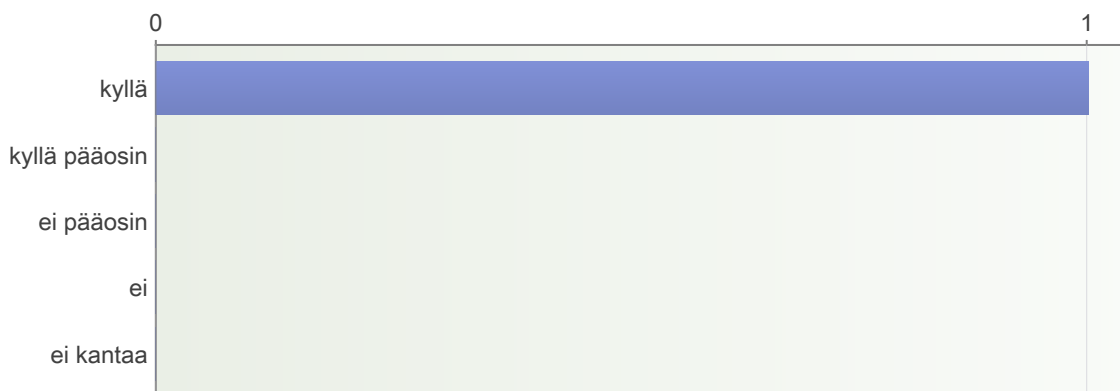 0 1
kyllä
kyllä pääosin
ei pääosin
ei
ei kantaa